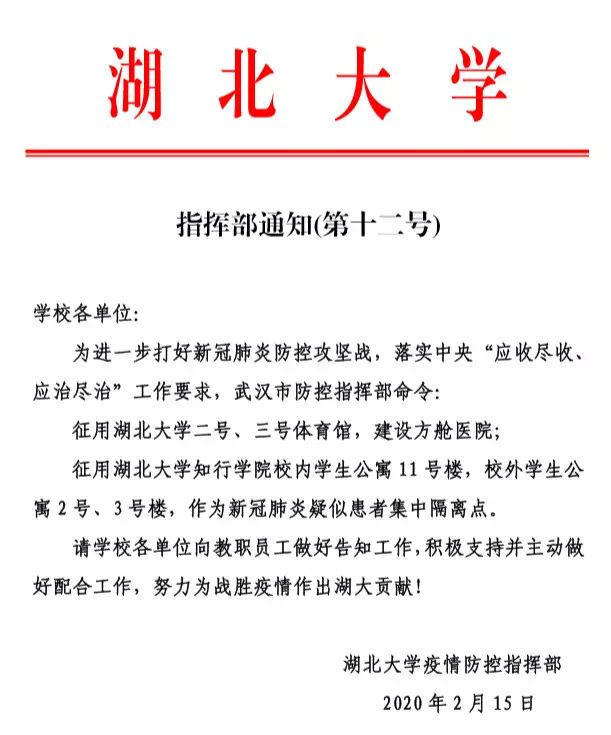 湖北大学
指挥部通知(第十二号)
学校各单位：
为进一步打好新冠肺炎防控攻坚战，落实中央“应收尽收、
应治尽治”工作要求，武汉市防控指挥部命令：
征用湖北大学二号、三号体育馆，建设方舱医院；
征用湖北大学知行学院校内学生公寓 11 号楼，校外学生公
寓 2 号、3 号楼，作为新冠肺炎疑似患者集中隔离点。
请学校各单位向教职员工做好告知工作，积极支持并主动做
好配合工作，努力为战胜疫情作出湖大贡献！
湖北大学疫情防控指挥部
2020 年 2 月 15 日